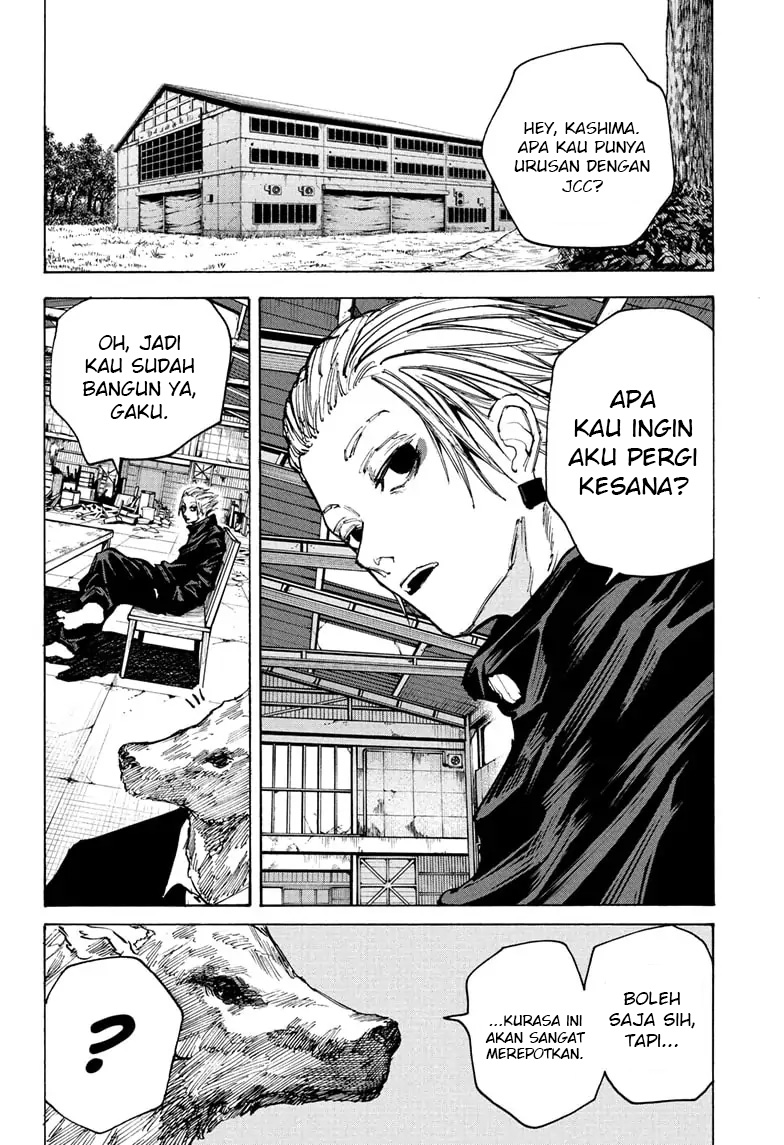 HEY, KASHIMA.
APA KAU PUNYA
URUSAN DENGAN
JCC?
OH, JADI
KAU SUDAH
BANGUN YA,
GAKU.
APA
KAU INGIN
AKU PERGI
KESANA?
?
BOLEH
SAJA SIH,
TAPI...
...KURASA INI
AKAN SANGAT
MEREPOTKAN.